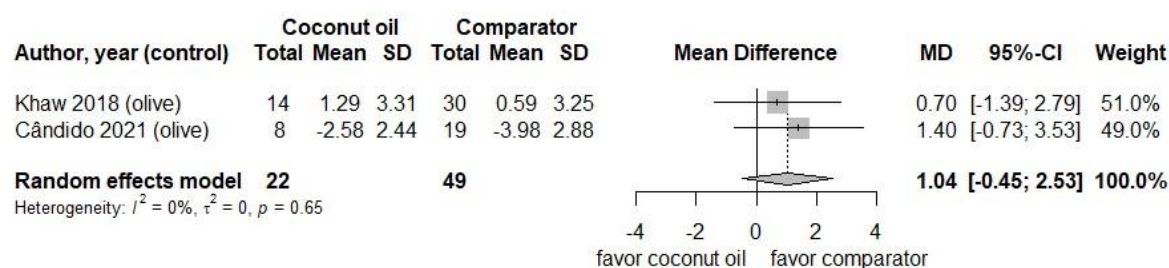 Coconut oil Comparator
Author, year (control) Total Mean SD Total Mean SD Mean Difference MD 95%-CI Weight
Khaw 2018 (olive) 14 1.29 3.31 30 0.59 3.25 0.70 [-1.39; 2.79] 51.0%
Cândido 2021 (olive) 8 -2.58 2.44 19 -3.98 2.88 1.40 [-0.73; 3.53] 49.0%
Random effects model 22 49 1.04 [-0.45; 2.53] 100.0%
Heterogeneity: I² = 0%, τ² = 0, p = 0.65
-4 -2 0 2 4
favor coconut oil favor comparator